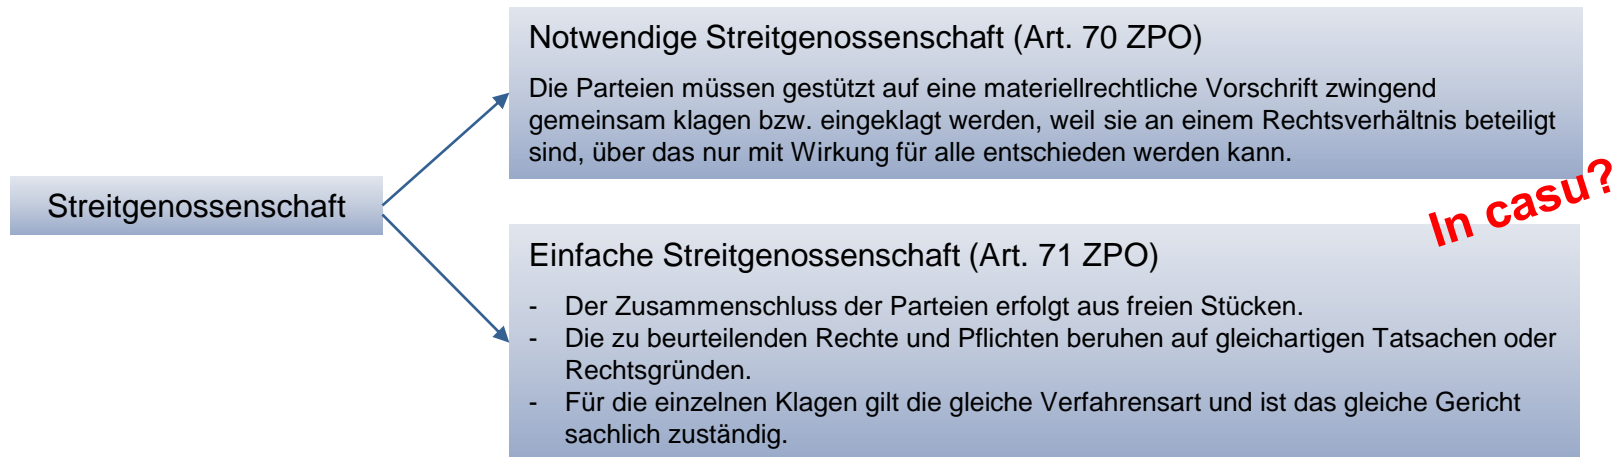 Notwendige Streitgenossenschaft (Art. 70 ZPO)
Die Parteien müssen gestützt auf eine materiellrechtliche Vorschrift zwingend
gemeinsam klagen bzw. eingeklagt werden, weil sie an einem Rechtsverhältnis beteiligt
sind, über das nur mit Wirkung für alle entschieden werden kann.
Streitgenossenschaft
In casu?
Einfache Streitgenossenschaft (Art. 71 ZPO)
- Der Zusammenschluss der Parteien erfolgt aus freien Stücken.
- Die zu beurteilenden Rechte und Pflichten beruhen auf gleichartigen Tatsachen oder
Rechtsgründen.
- Für die einzelnen Klagen gilt die gleiche Verfahrensart und ist das gleiche Gericht
sachlich zuständig.